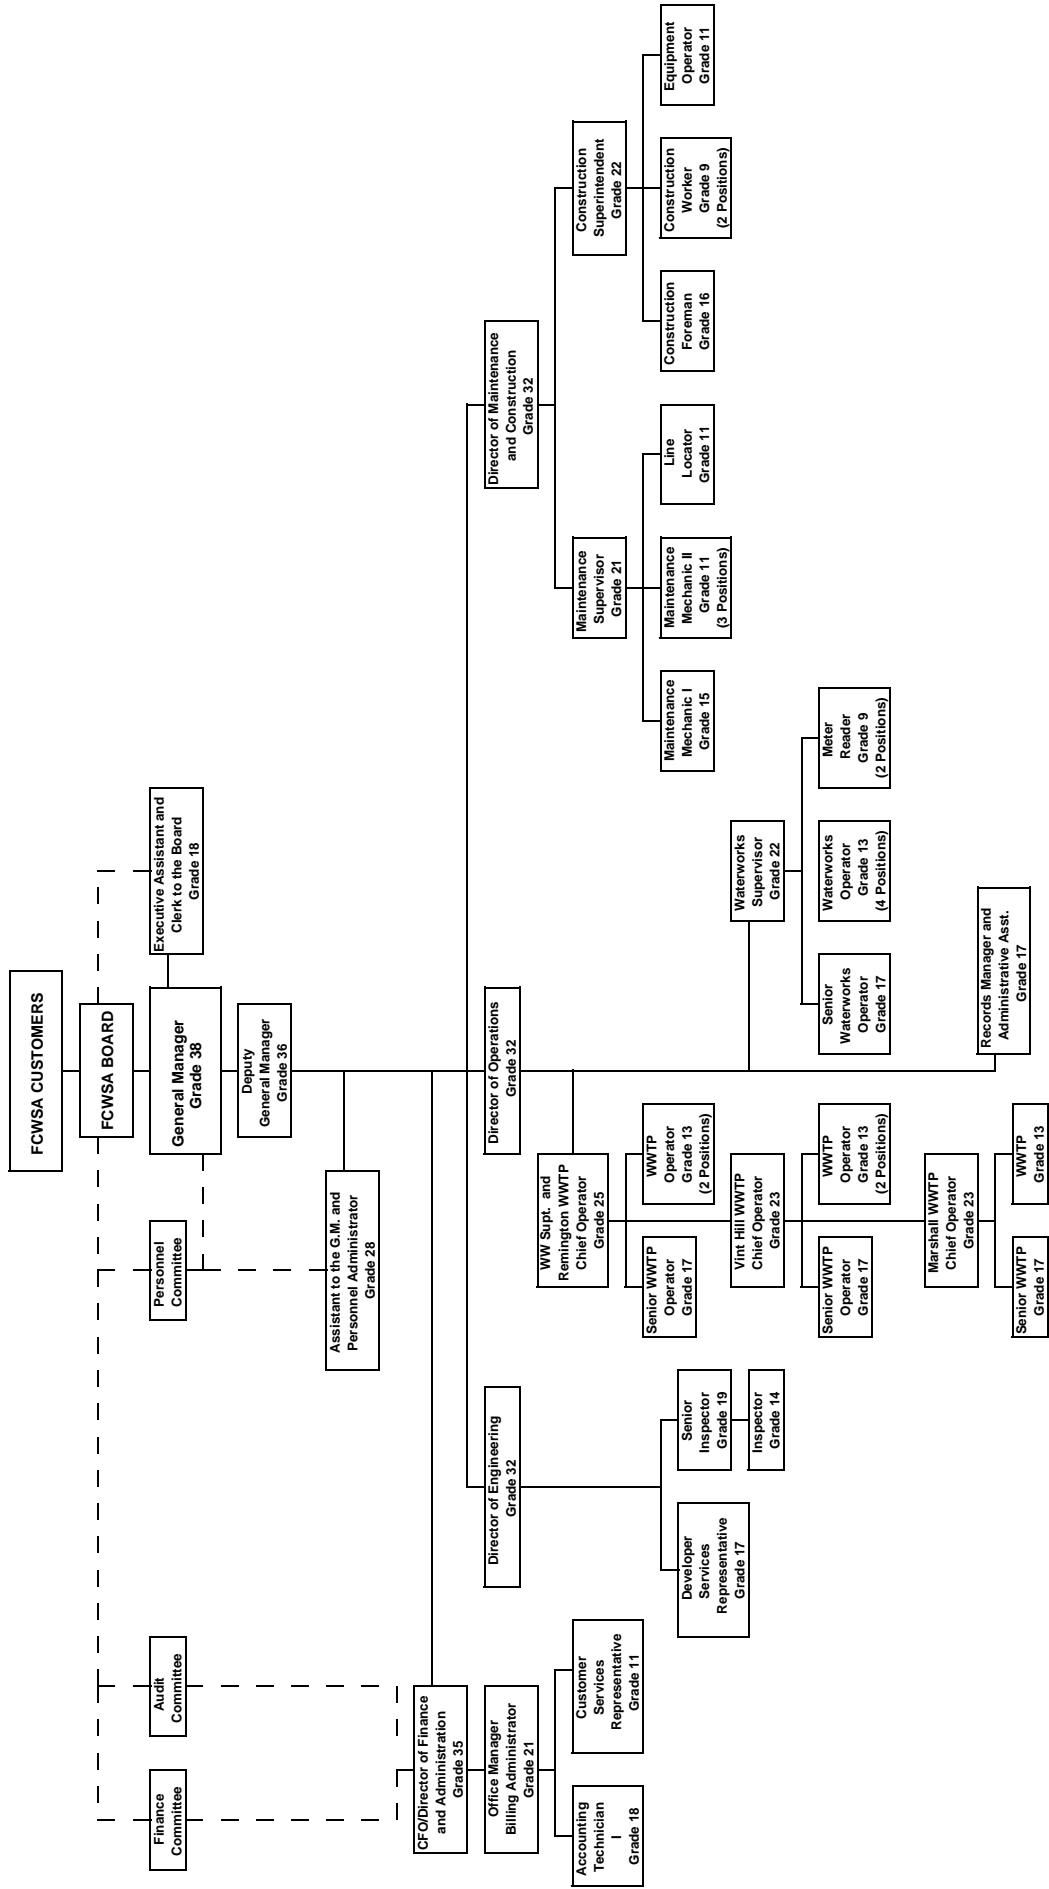 FCWSA CUSTOMERS
FCWSA BOARD
Finance
Committee
Audit
Committee
Personnel
Committee
General Manager
Grade 38
Executive Assistant and
Clerk to the Board
Grade 18
Deputy
General Manager
Grade 36
Assistant to the G.M. and
Personnel Administrator
Grade 28
CFO/Director of Finance
and Administration
Grade 35
Office Manager
Billing Administrator
Grade 21
Accounting
Technician
I
Grade 18
Customer
Services
Representative
Grade 11
Director of Engineering
Grade 32
Developer
Services
Representative
Grade 17
Senior
Inspector
Grade 19
Inspector
Grade 14
Director of Operations
Grade 32
WW Supt. and
Remington WWTP
Chief Operator
Grade 25
Senior WWTP
Operator
Grade 17
WWTP
Operator
Grade 13
(2 Positions)
Vint Hill WWTP
Chief Operator
Grade 23
Senior WWTP
Operator
Grade 17
WWTP
Operator
Grade 13
(2 Positions)
Marshall WWTP
Chief Operator
Grade 23
Senior WWTP
Grade 17
WWTP
Grade 13
Waterworks
Supervisor
Grade 22
Senior
Waterworks
Operator
Grade 17
Waterworks
Operator
Grade 13
(4 Positions)
Meter
Reader
Grade 9
(2 Positions)
Records Manager and
Administrative Asst.
Grade 17
Director of Maintenance
and Construction
Grade 32
Maintenance
Supervisor
Grade 21
Maintenance
Mechanic I
Grade 15
Maintenance
Mechanic II
Grade 11
(3 Positions)
Line
Locator
Grade11
Construction
Superintendent
Grade 22
Construction
Foreman
Grade 16
Construction
Worker
Grade 9
(2 Positions)
Equipment
Operator
Grade 11